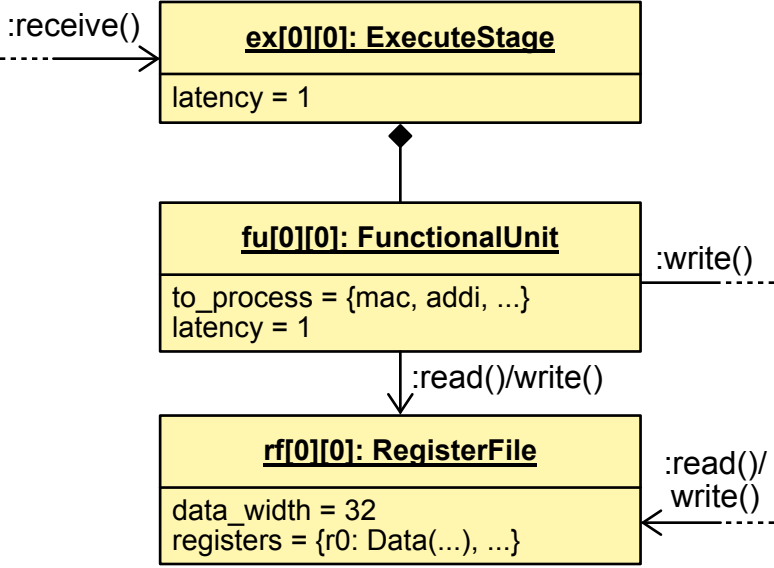 :receive()
ex[0][0]: ExecuteStage
latency = 1
fu[0][0]: FunctionalUnit
:write()
to_process = {mac, addi, ...}
latency = 1
:read()/write()
rf[0][0]: RegisterFile
:read()/
write()
data_width = 32
registers = {r0: Data(...), ...}